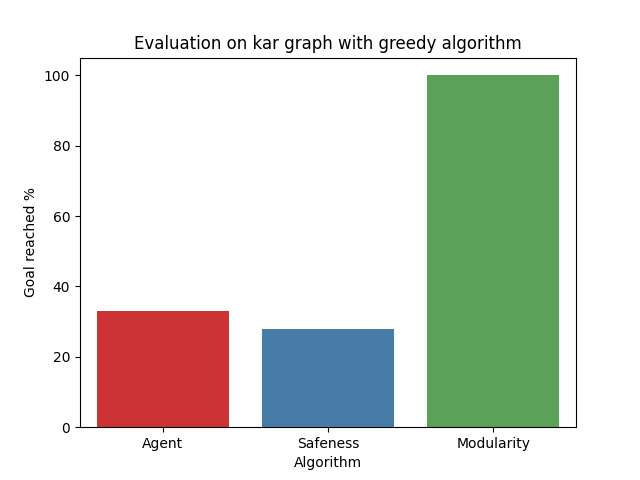 Evaluation on kar graph with greedy algorithm
100
80
60
40
20
0
Goal reached %
Agent
Safeness
Modularity
Algorithm